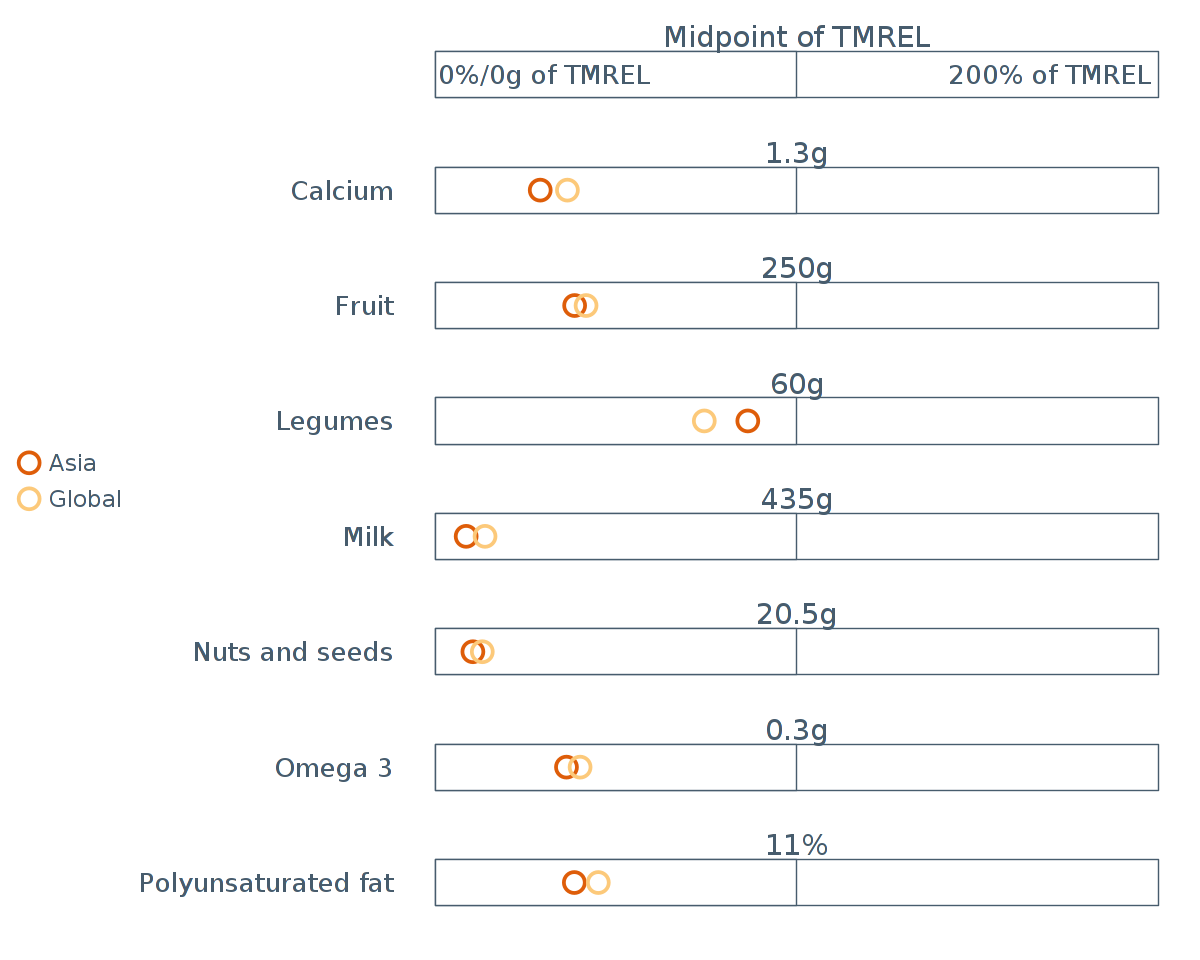 Midpoint of TMREL
0%/0g of TMREL
200% of TMREL
1.3g
Calcium
250g
Fruit
60g
Legumes
Asia
Global
435g
Milk
20.5g
Nuts and seeds
0.3g
Omega 3
11%
Polyunsaturated fat